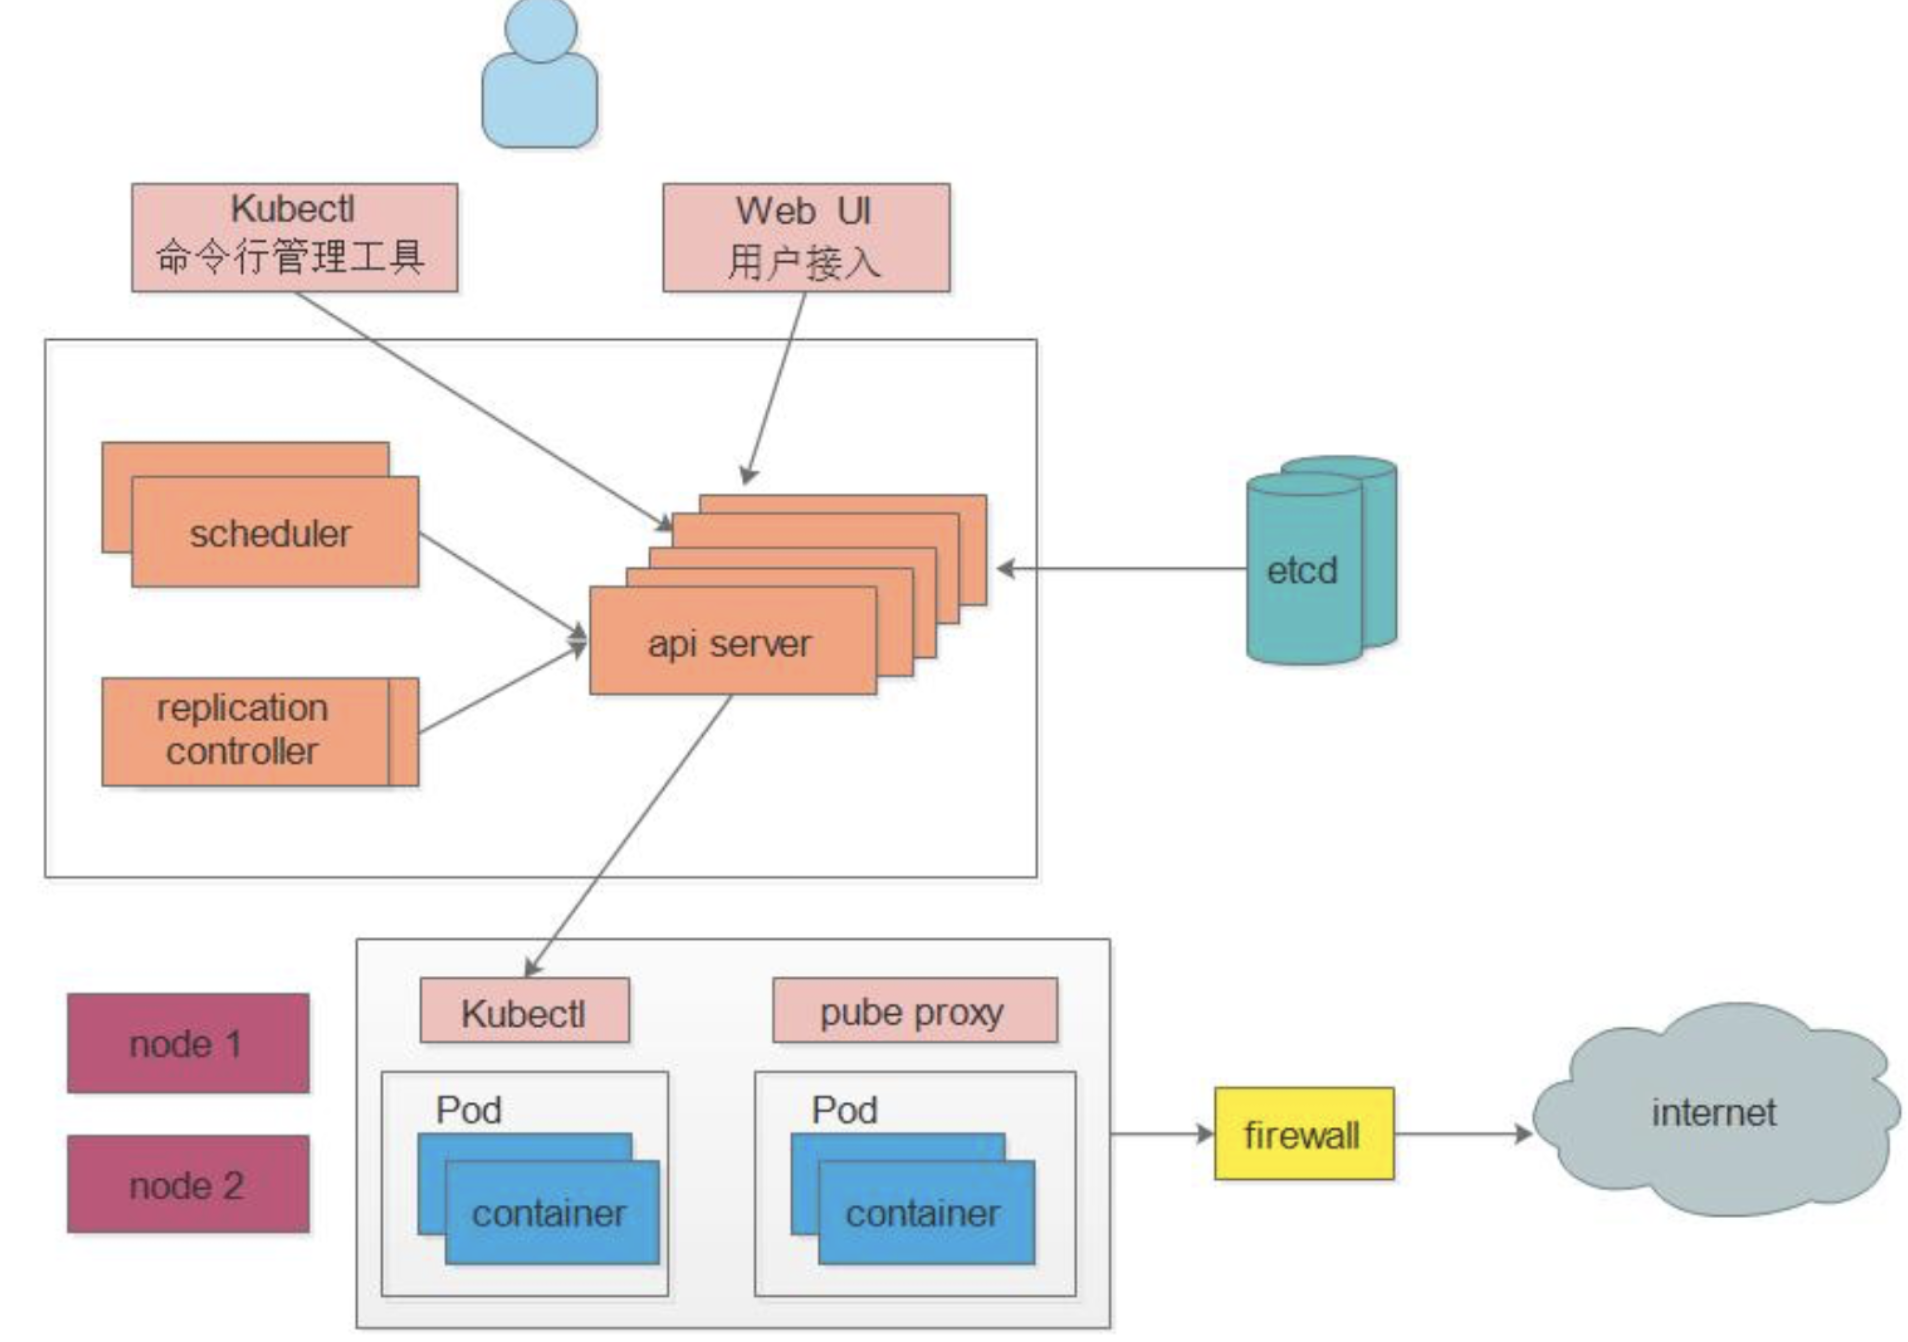 Kubectl
命令行管理工具
Web UI
用户接入
scheduler
api server
etcd
replication
controller
Kubectl
pube proxy
node 1
Pod
Pod
container
container
node 2
firewall
internet